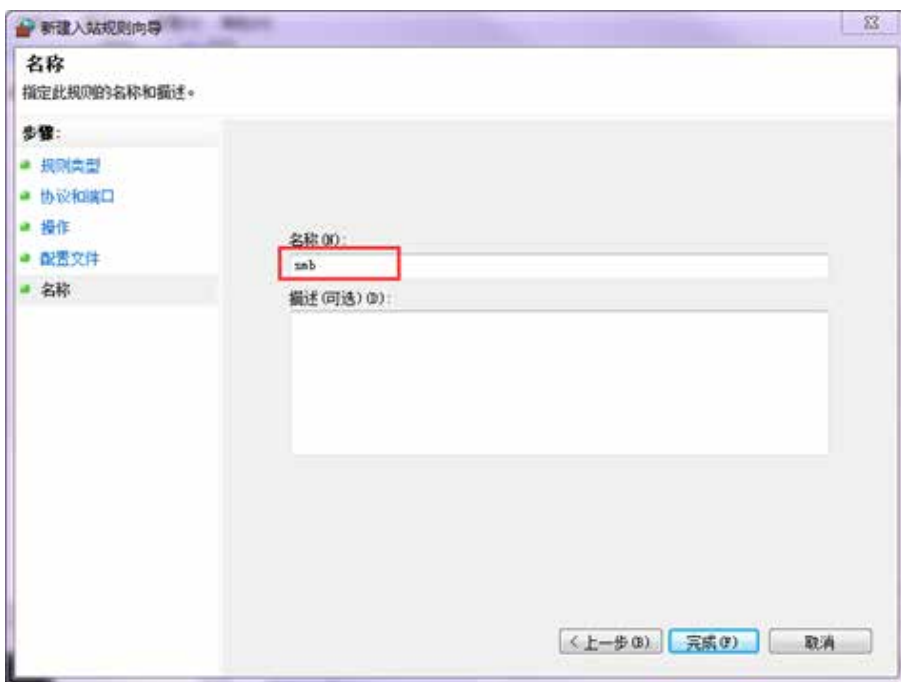 新建入站规则向导
名称
指定此规则的名称和描述。
步骤:
规则类型
协议和端口
操作
配置文件
名称
名称(N):
smb
描述(可选)(D):
< 上一步(B)
完成(F)
取消